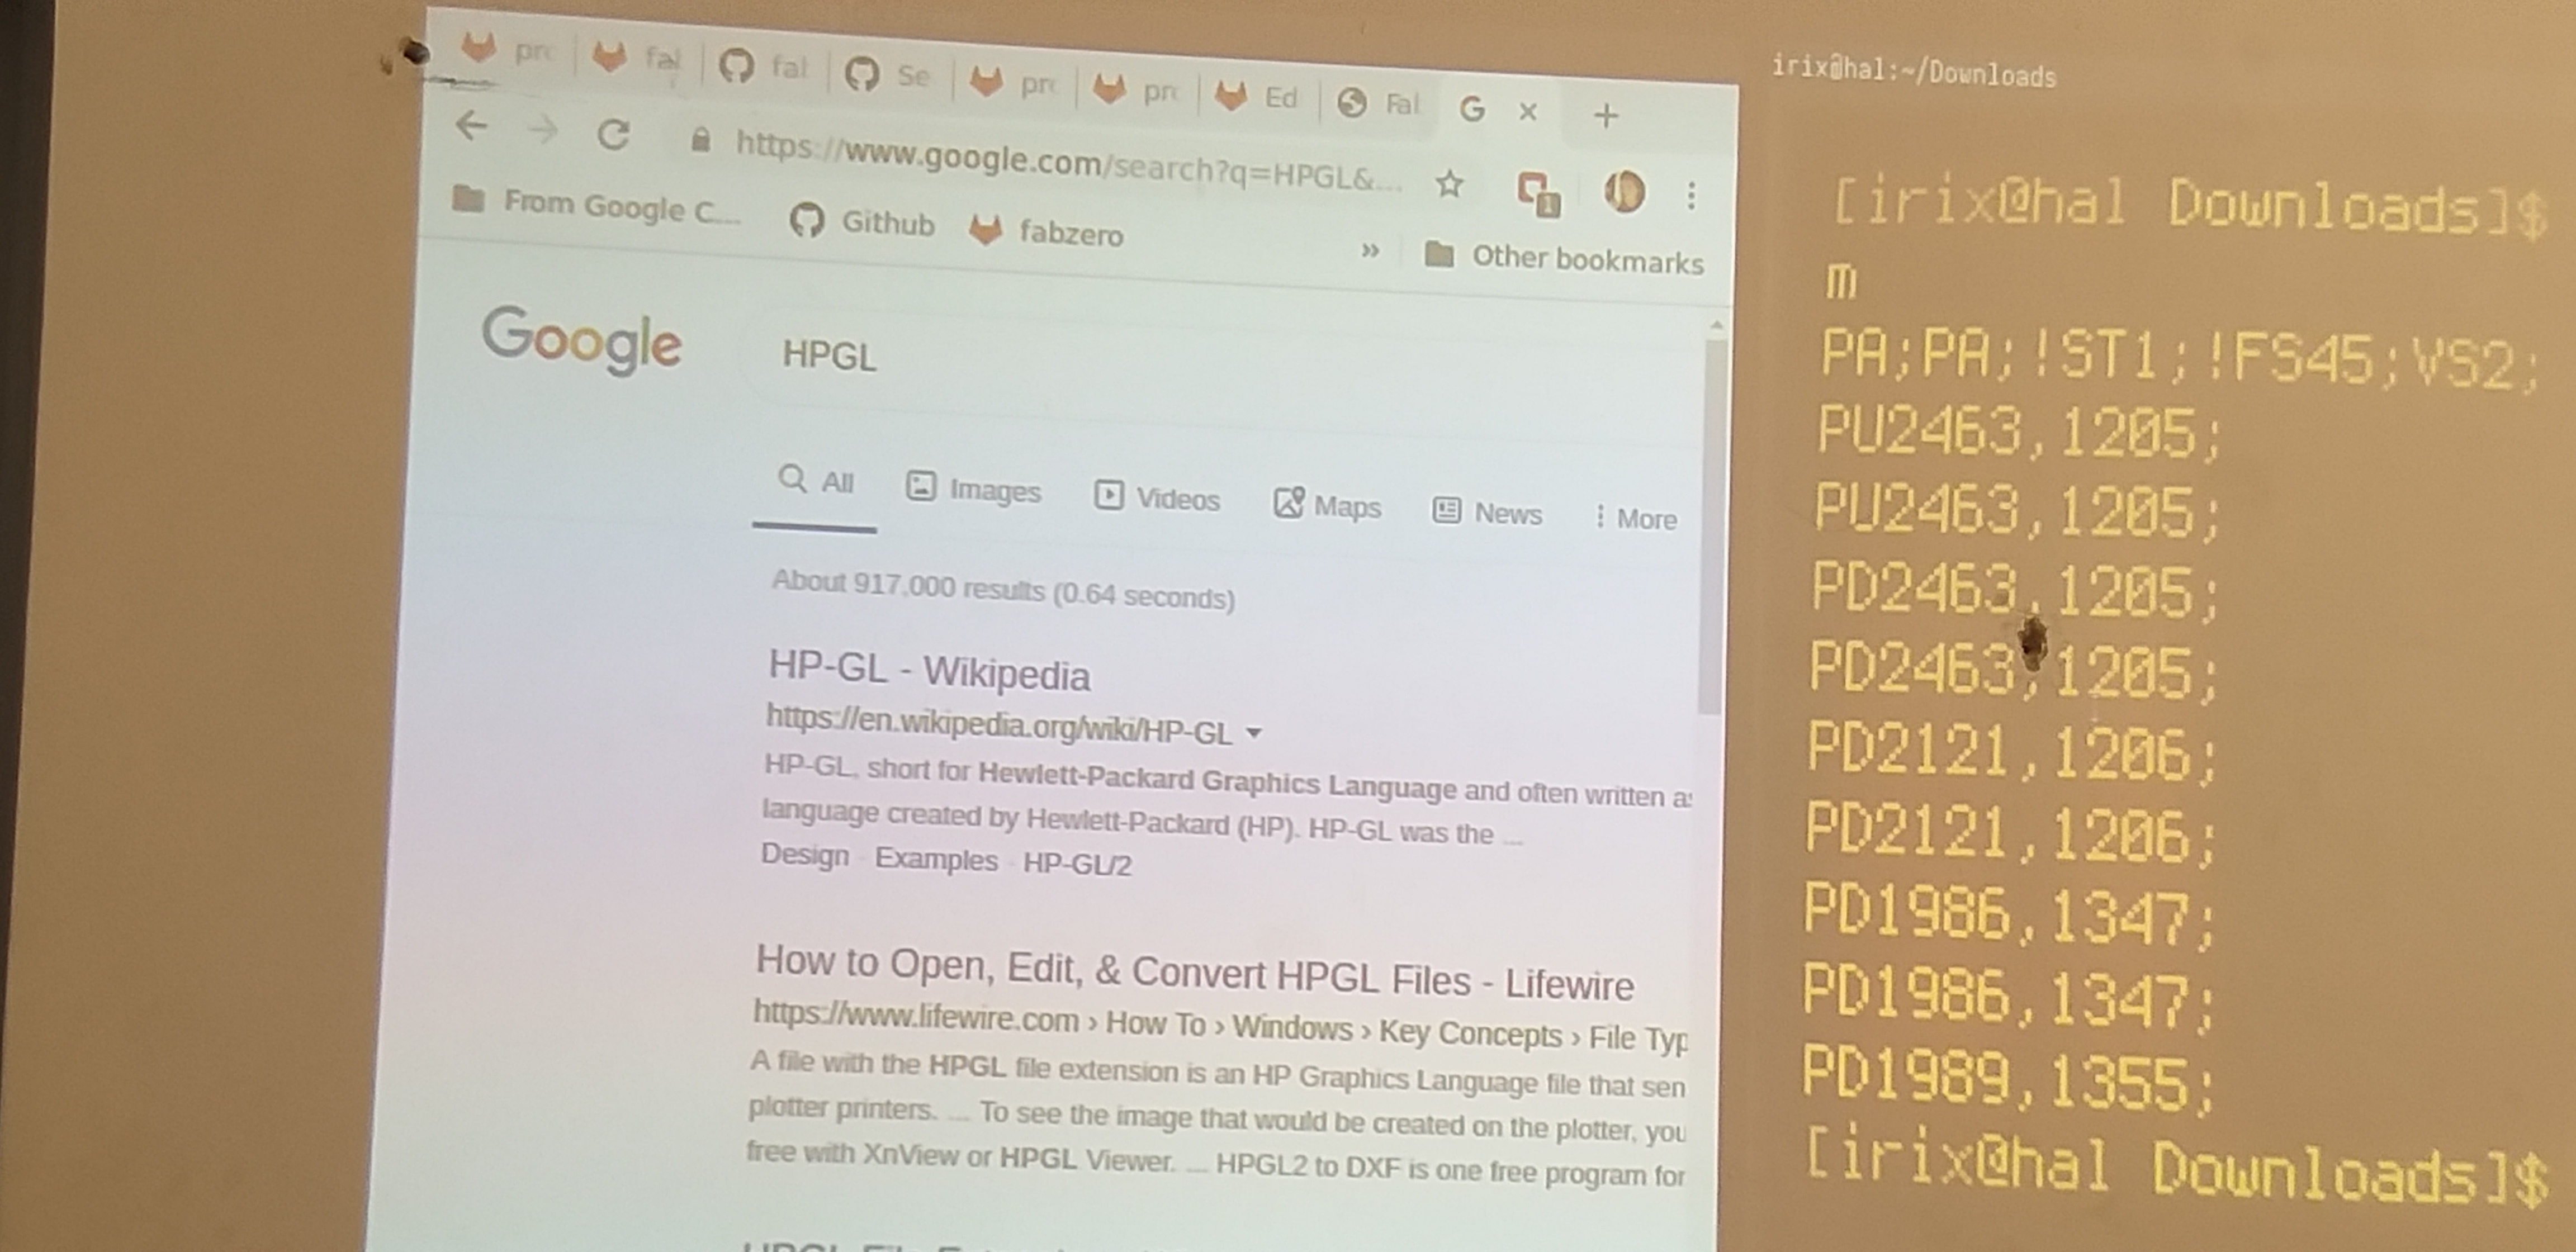 pro
fal
fal
Se
pro
pro
Ed
Fal
https://www.google.com/search?q=HPGL&...
From Google C...
Github
fabzero
»
Other bookmarks
Google
HPGL
All
Images
Videos
Maps
News
More
About 917.000 results (0.64 seconds)
HP-GL - Wikipedia
https://en.wikipedia.org/wiki/HP-GL
HP-GL, short for Hewlett-Packard Graphics Language and often written as
language created by Hewlett-Packard (HP). HP-GL was the ...
Design · Examples · HP-GL/2
How to Open, Edit, & Convert HPGL Files - Lifewire
https://www.lifewire.com › How To › Windows › Key Concepts › File Typ
A file with the HPGL file extension is an HP Graphics Language file that sen
plotter printers. ... To see the image that would be created on the plotter, you
free with XnView or HPGL Viewer. ... HPGL2 to DXF is one free program for
irix@hal:~/Downloads
[irix@hal Downloads]$
m
PA;PA;!ST1;!FS45;VS2;
PU2463,1205;
PU2463,1205;
PD2463,1205;
PD2463,1205;
PD2121,1206;
PD2121,1206;
PD1986,1347;
PD1986,1347;
PD1989,1355;
[irix@hal Downloads]$